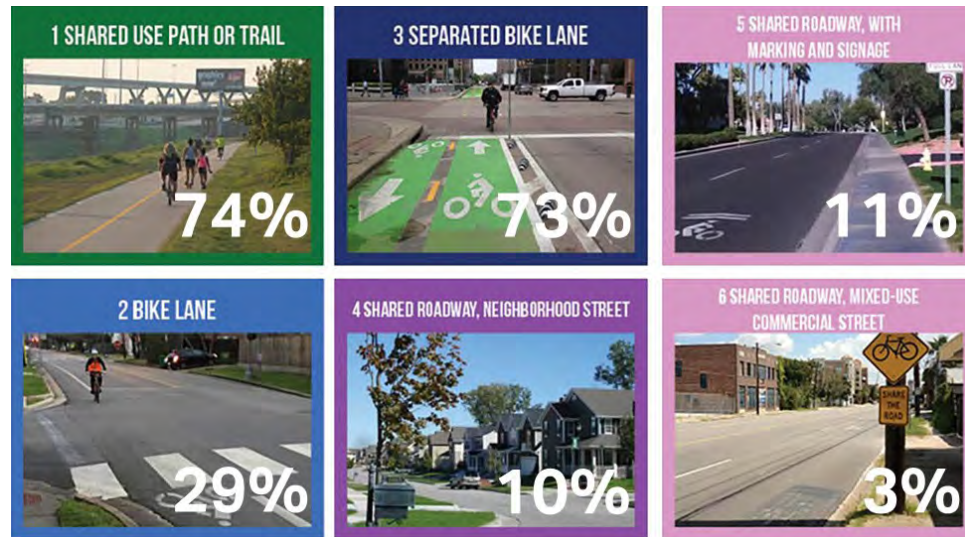 1 SHARED USE PATH OR TRAIL
74%
3 SEPARATED BIKE LANE
73%
5 SHARED ROADWAY, WITH
MARKING AND SIGNAGE
11%
2 BIKE LANE
29%
4 SHARED ROADWAY, NEIGHBORHOOD STREET
10%
6 SHARED ROADWAY, MIXED-USE
COMMERCIAL STREET
SHARE
THE
ROAD
3%